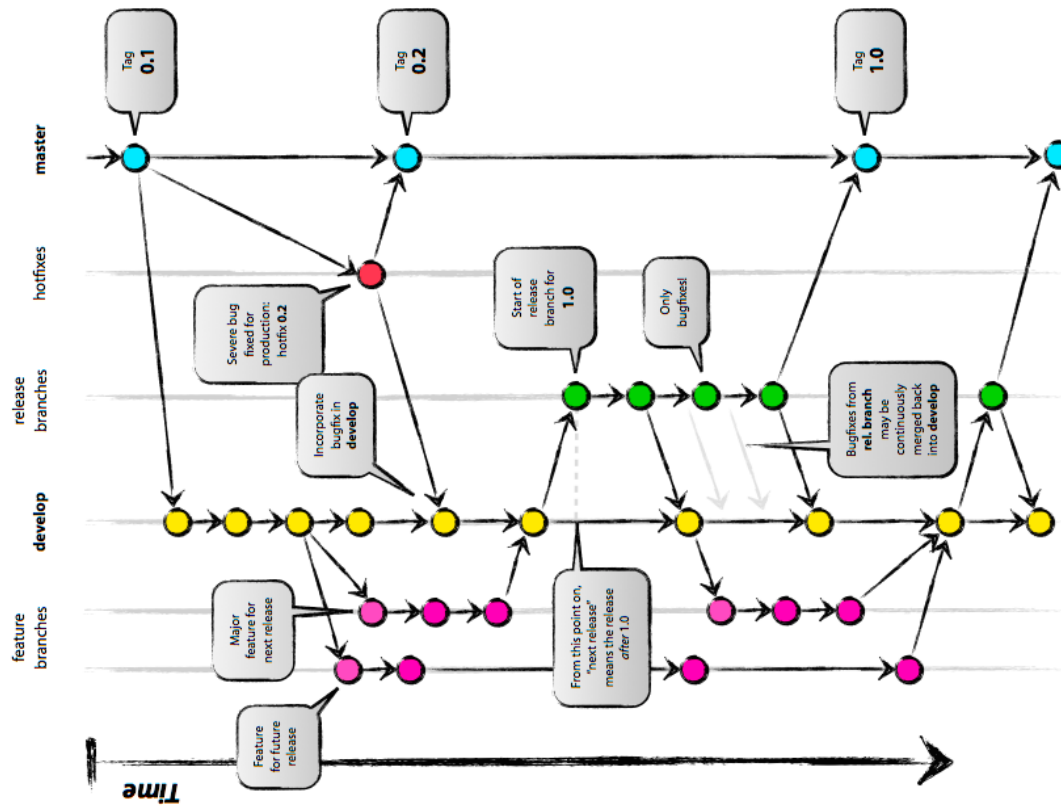 feature
branches
develop
release
branches
hotfixes
master
Time
Tag
0.1
Tag
0.2
Tag
1.0
Severe bug
fixed for
production:
hotfix 0.2
Incorporate
bugfix in
develop
Start of
release
branch for
1.0
Only
bugfixes!
Major
feature for
next release
Feature
for future
release
From this point on,
"next release"
means the release
after 1.0
Bugfixes from
rel. branch
may be
continuously
merged back
into develop